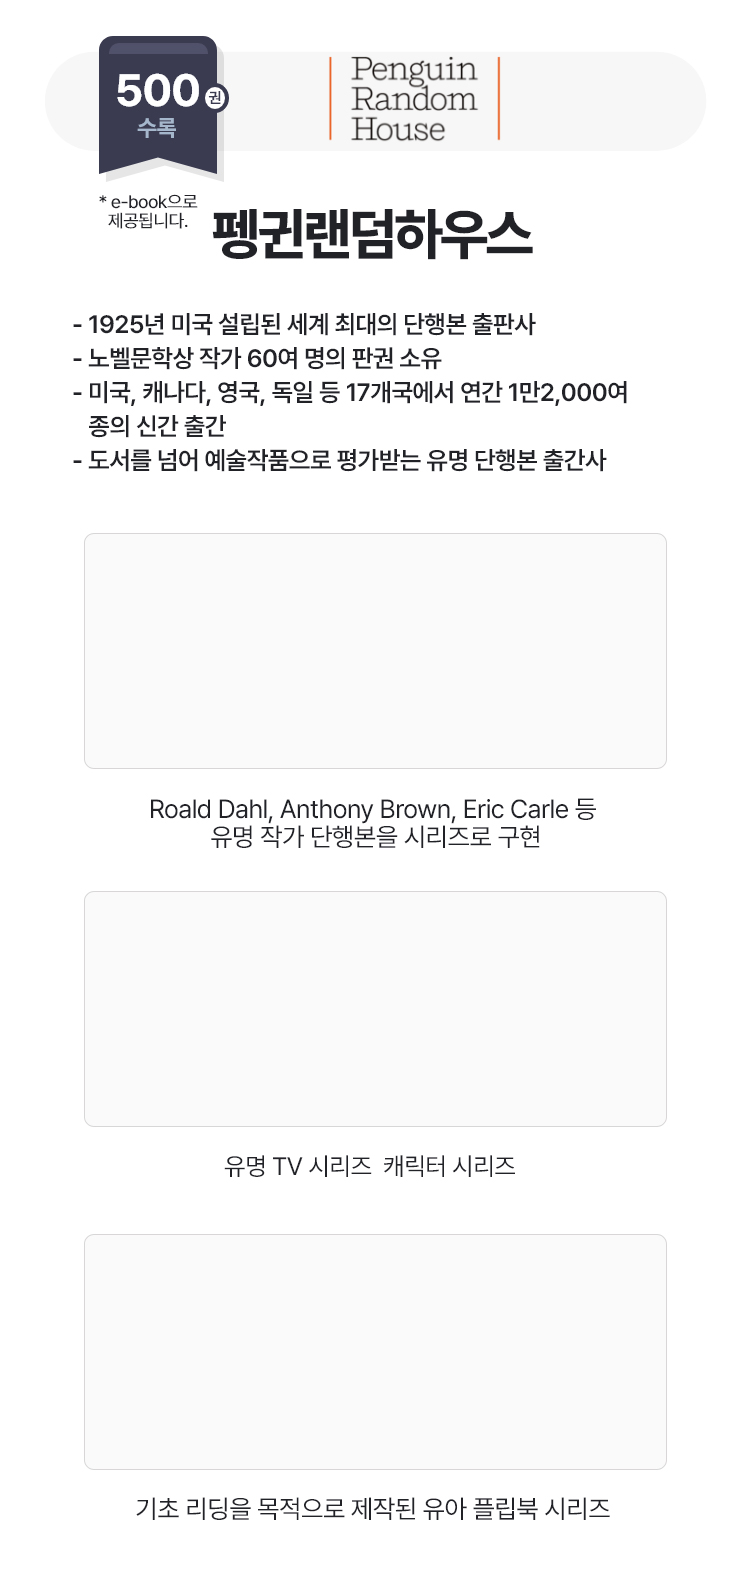 500권
수록
Penguin
Random
House
* e-book으로
제공됩니다.
펭귄랜덤하우스
- 1925년 미국 설립된 세계 최대의 단행본 출판사
- 노벨문학상 작가 60여 명의 판권 소유
- 미국, 캐나다, 영국, 독일 등 17개국에서 연간 1만2,000여
종의 신간 출간
- 도서를 넘어 예술작품으로 평가받는 유명 단행본 출간사
Roald Dahl, Anthony Brown, Eric Carle 등
유명 작가 단행본을 시리즈로 구현
유명 TV 시리즈 캐릭터 시리즈
기초 리딩을 목적으로 제작된 유아 플립북 시리즈